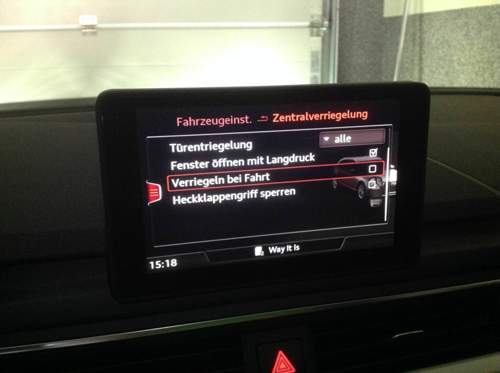 Fahrzeugeinst. Zentralverriegelung
Türentriegelung alle
Fenster öffnen mit Langdruck
Verriegeln bei Fahrt
Heckklappengriff sperren
Way It Is
15:18